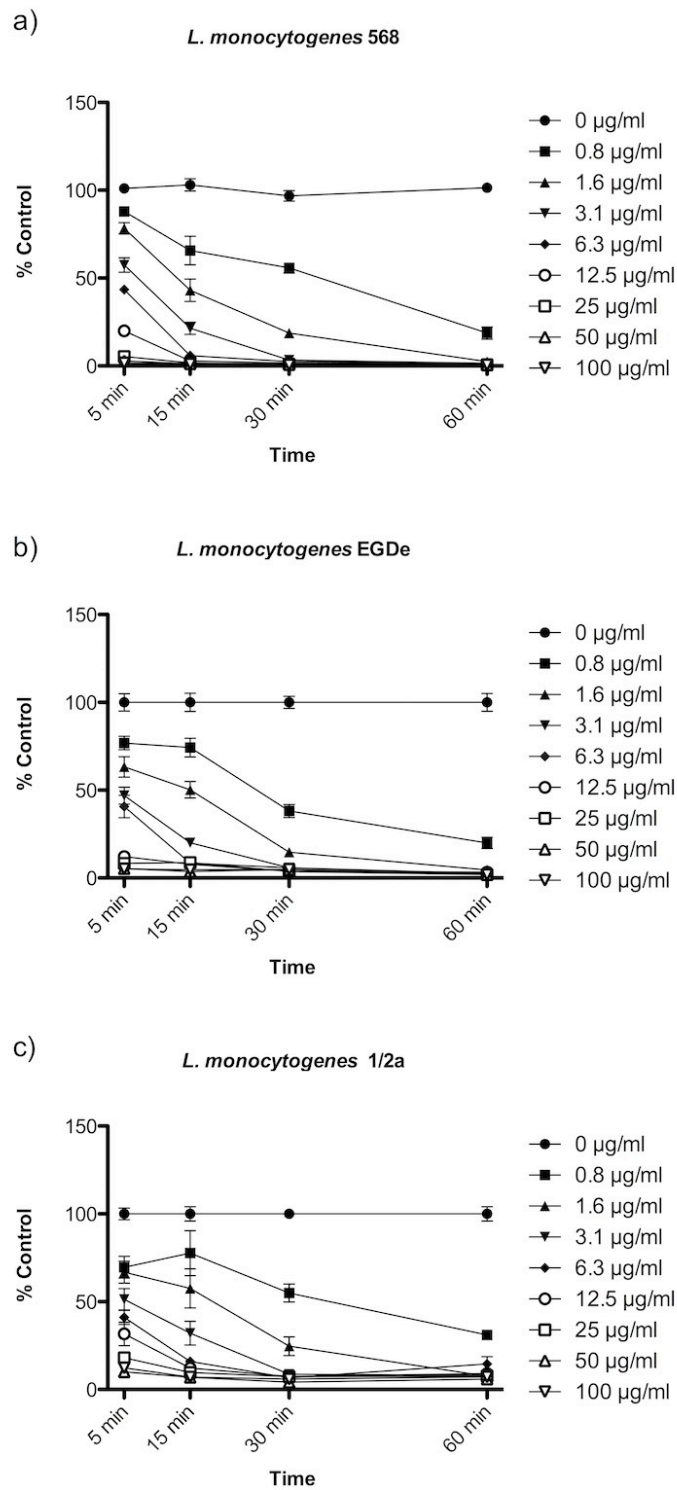 a)
L. monocytogenes 568
150
100
50
0
% Control
5 min
15 min
30 min
60 min
Time
0 µg/ml
0.8 µg/ml
1.6 µg/ml
3.1 µg/ml
6.3 µg/ml
12.5 µg/ml
25 µg/ml
50 µg/ml
100 µg/ml
b)
L. monocytogenes EGDe
150
100
50
0
% Control
5 min
15 min
30 min
60 min
Time
0 µg/ml
0.8 µg/ml
1.6 µg/ml
3.1 µg/ml
6.3 µg/ml
12.5 µg/ml
25 µg/ml
50 µg/ml
100 µg/ml
c)
L. monocytogenes 1/2a
150
100
50
0
% Control
5 min
15 min
30 min
60 min
Time
0 µg/ml
0.8 µg/ml
1.6 µg/ml
3.1 µg/ml
6.3 µg/ml
12.5 µg/ml
25 µg/ml
50 µg/ml
100 µg/ml